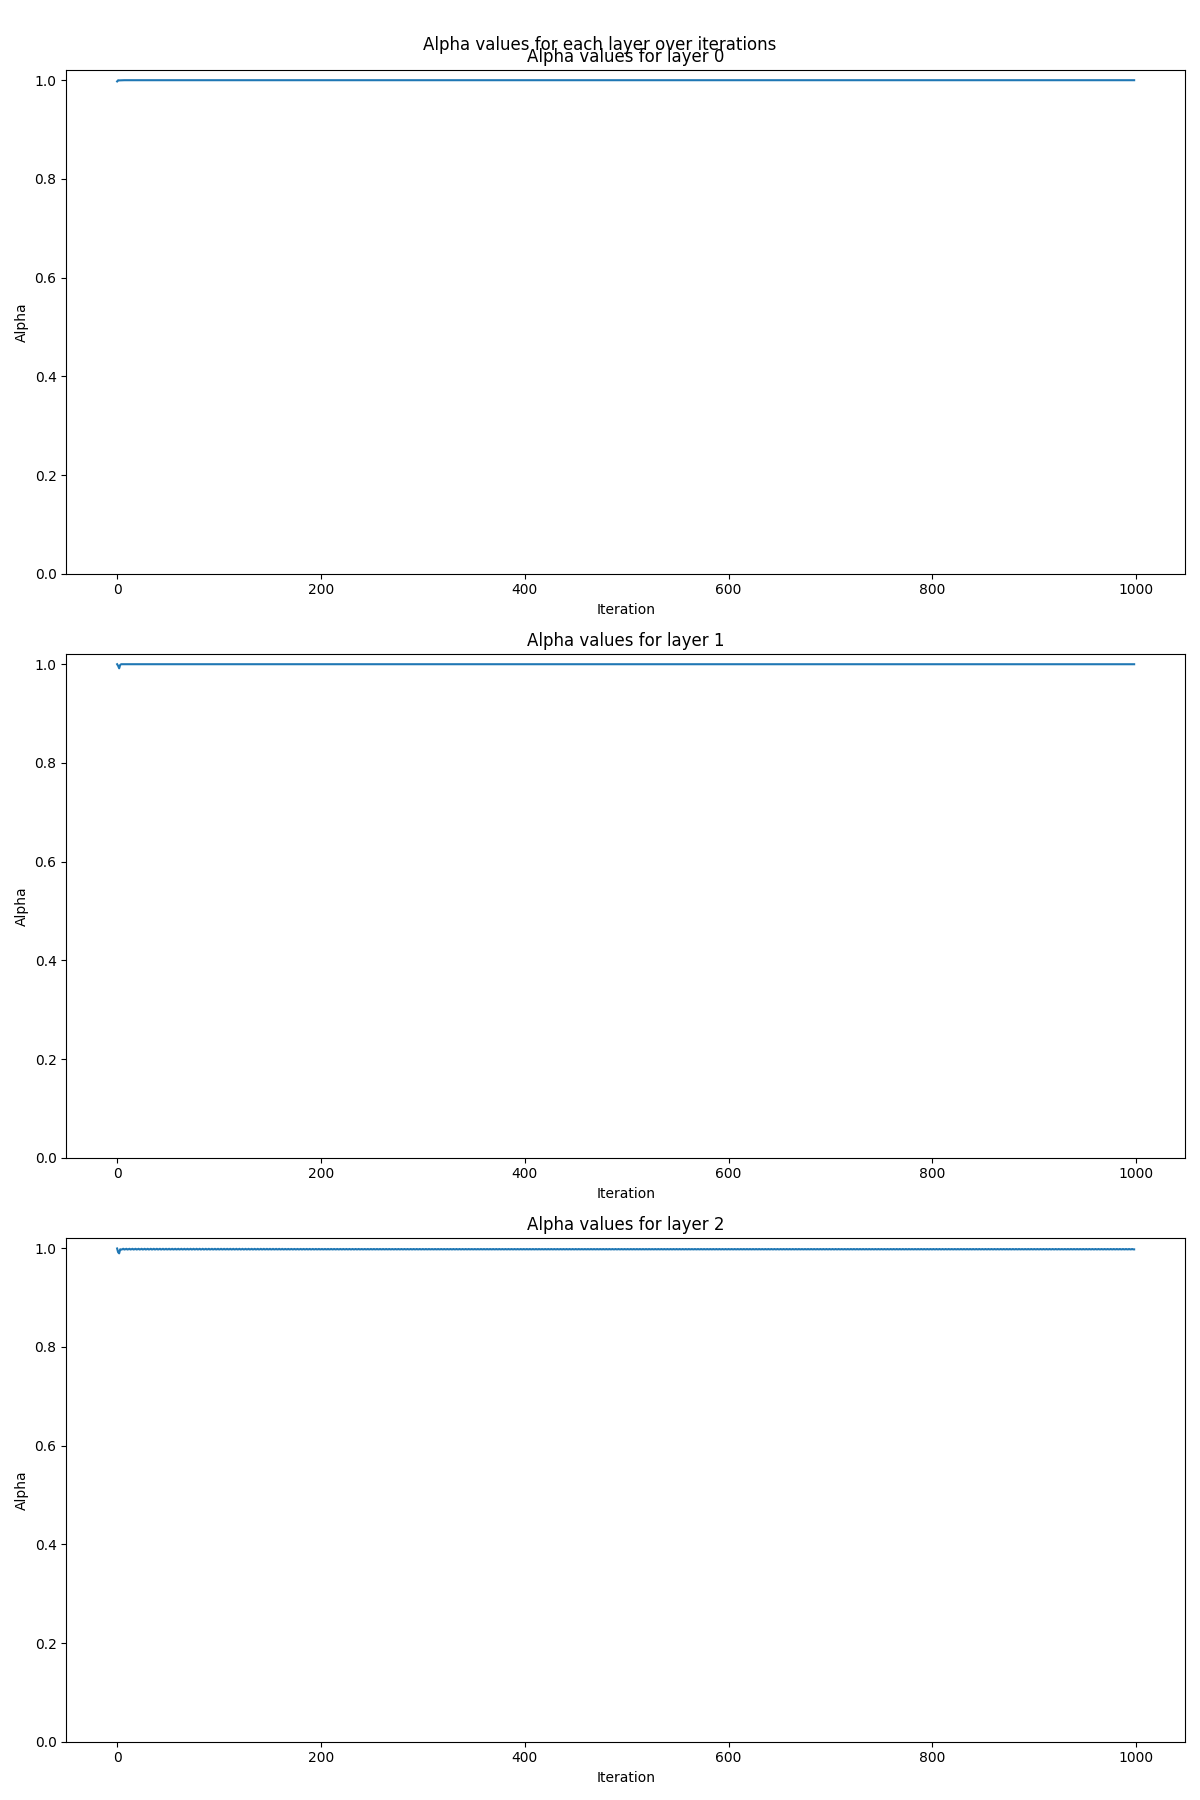 Alpha values for each layer over iterations
Alpha values for layer 0
1.0
0.8
0.6
0.4
0.2
0.0
Alpha
0 200 400 600 800 1000
Iteration
Alpha values for layer 1
1.0
0.8
0.6
0.4
0.2
0.0
Alpha
0 200 400 600 800 1000
Iteration
Alpha values for layer 2
1.0
0.8
0.6
0.4
0.2
0.0
Alpha
0 200 400 600 800 1000
Iteration